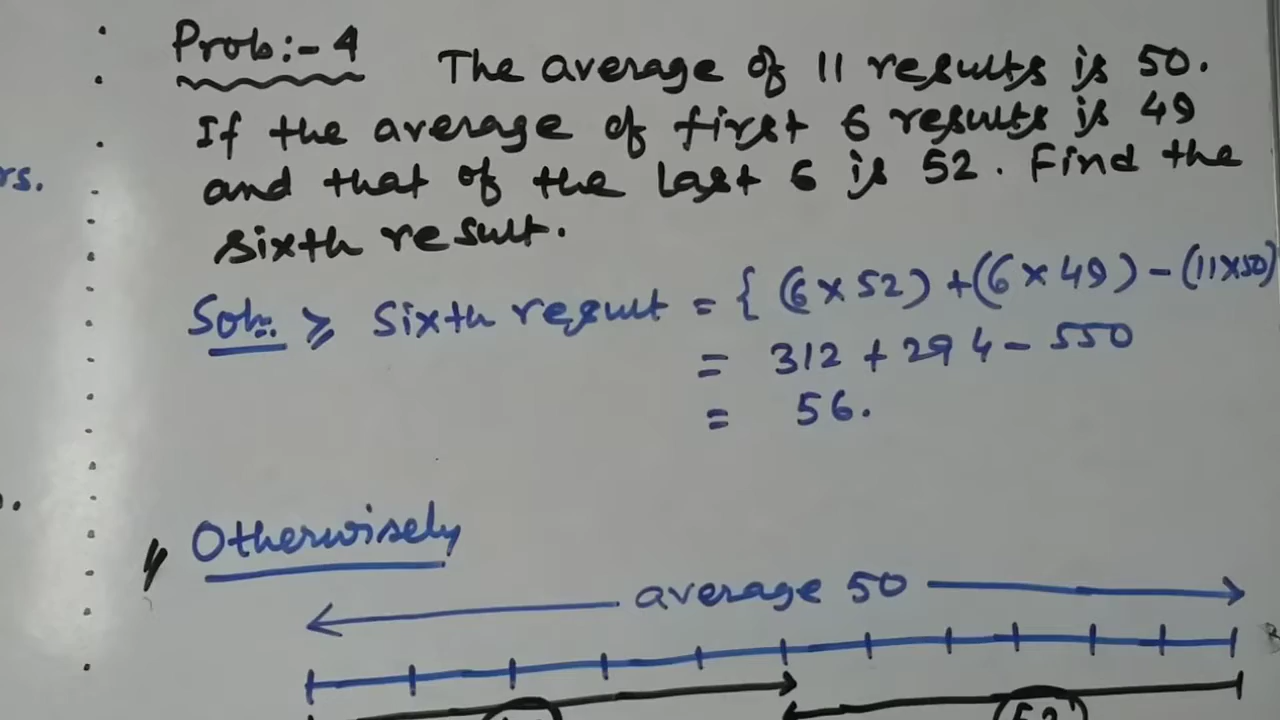 Prob:- 4 The average of 11 results is 50.
If the average of first 6 results is 49
rs.
and that of the last 6 is 52. Find the
sixth result.
Soln. ⇒ Sixth result = { (6 × 52) + (6 × 49) - (11 × 50)
= 312 + 294 - 550
= 56.
Otherwisely
average 50
52